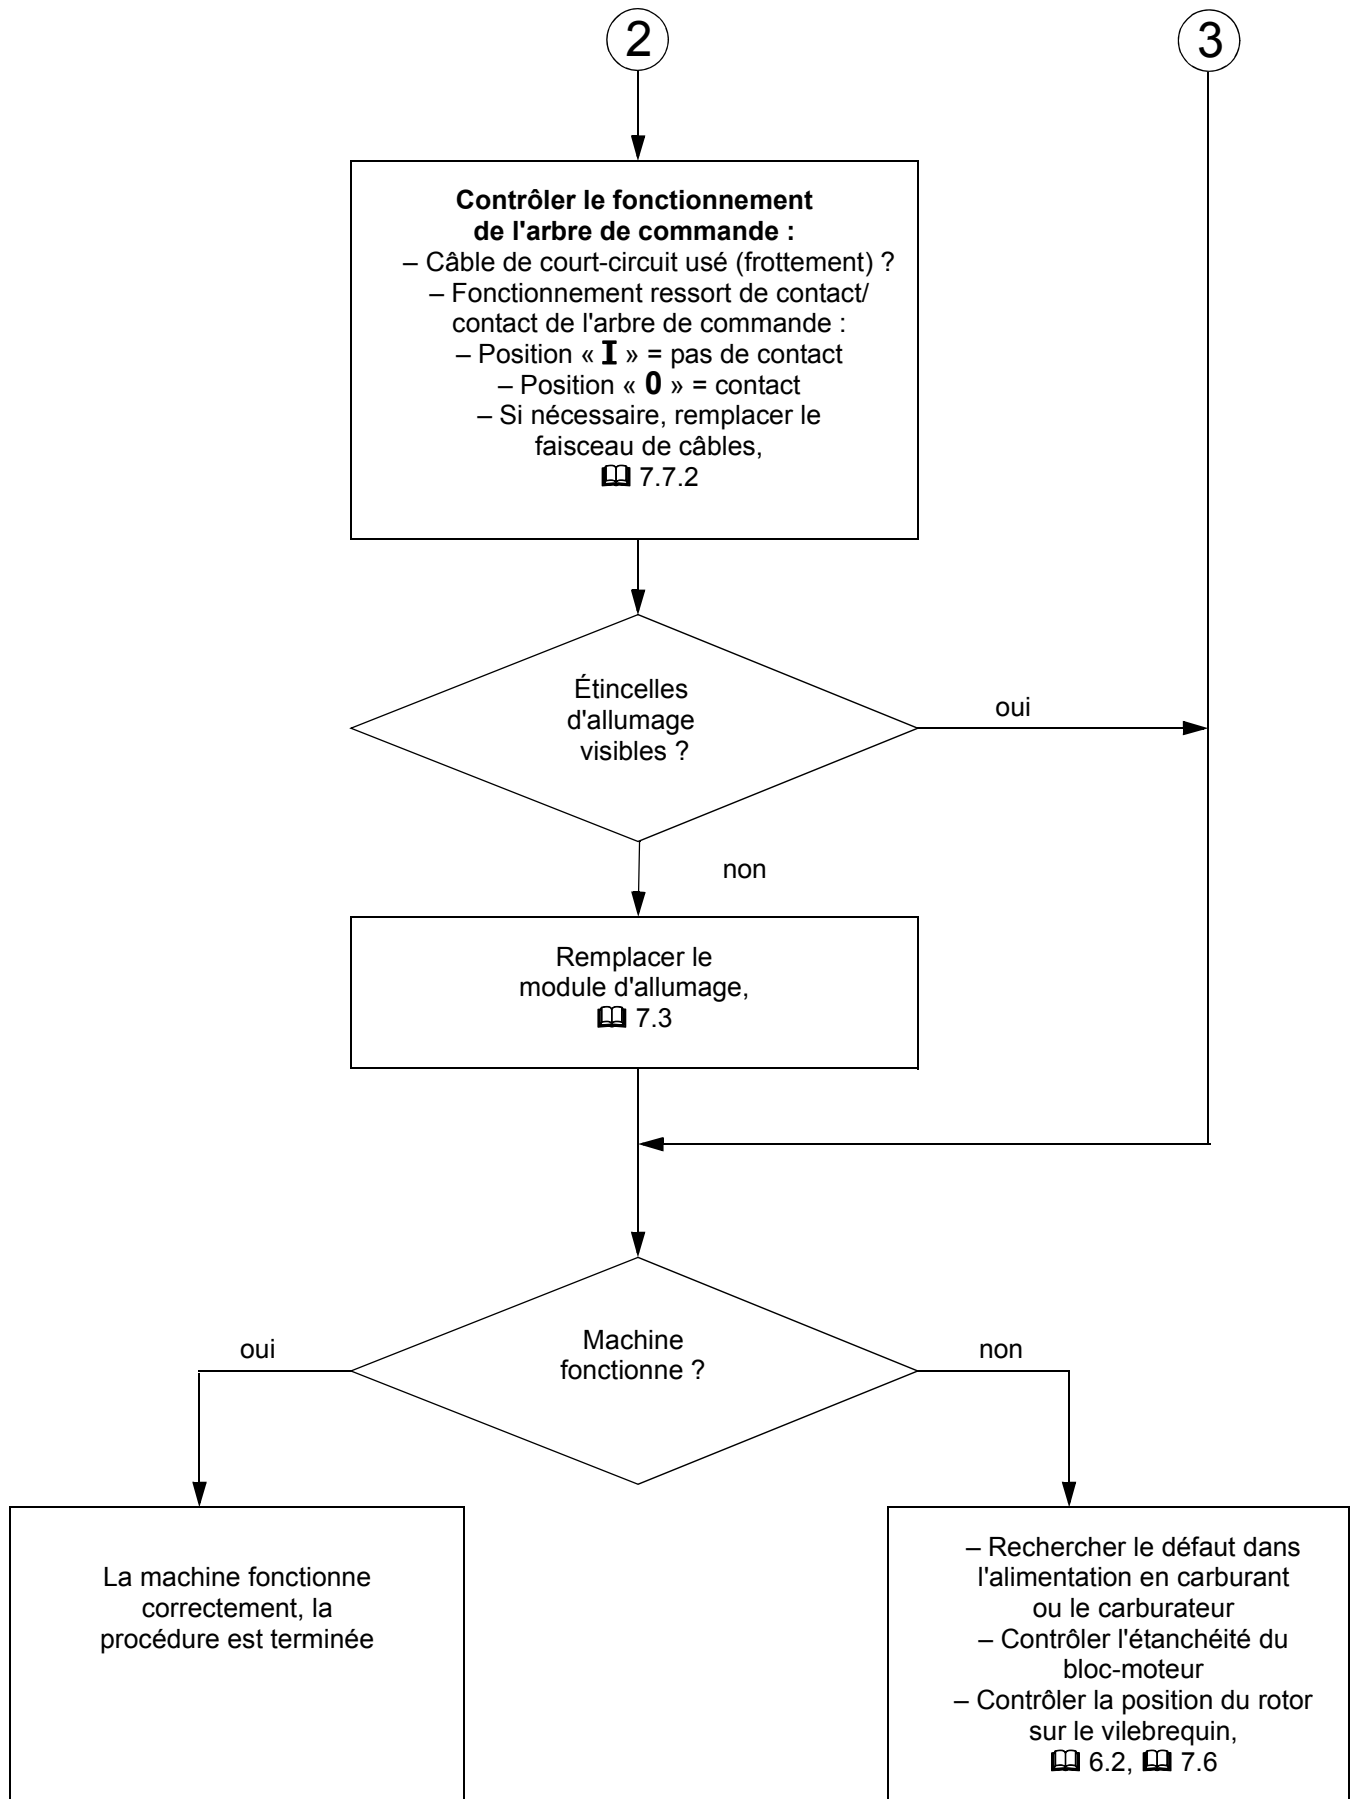 2
3
Contrôler le fonctionnement
de l'arbre de commande :
– Câble de court-circuit usé (frottement) ?
– Fonctionnement ressort de contact/
contact de l'arbre de commande :
– Position « I » = pas de contact
– Position « 0 » = contact
– Si nécessaire, remplacer le
faisceau de câbles,
🕮 7.7.2
Étincelles
d'allumage
visibles ?
oui
non
Remplacer le
module d'allumage,
🕮 7.3
Machine
fonctionne ?
oui
non
La machine fonctionne
correctement, la
procédure est terminée
– Rechercher le défaut dans
l'alimentation en carburant
ou le carburateur
– Contrôler l'étanchéité du
bloc-moteur
– Contrôler la position du rotor
sur le vilebrequin,
🕮 6.2, 🕮 7.6